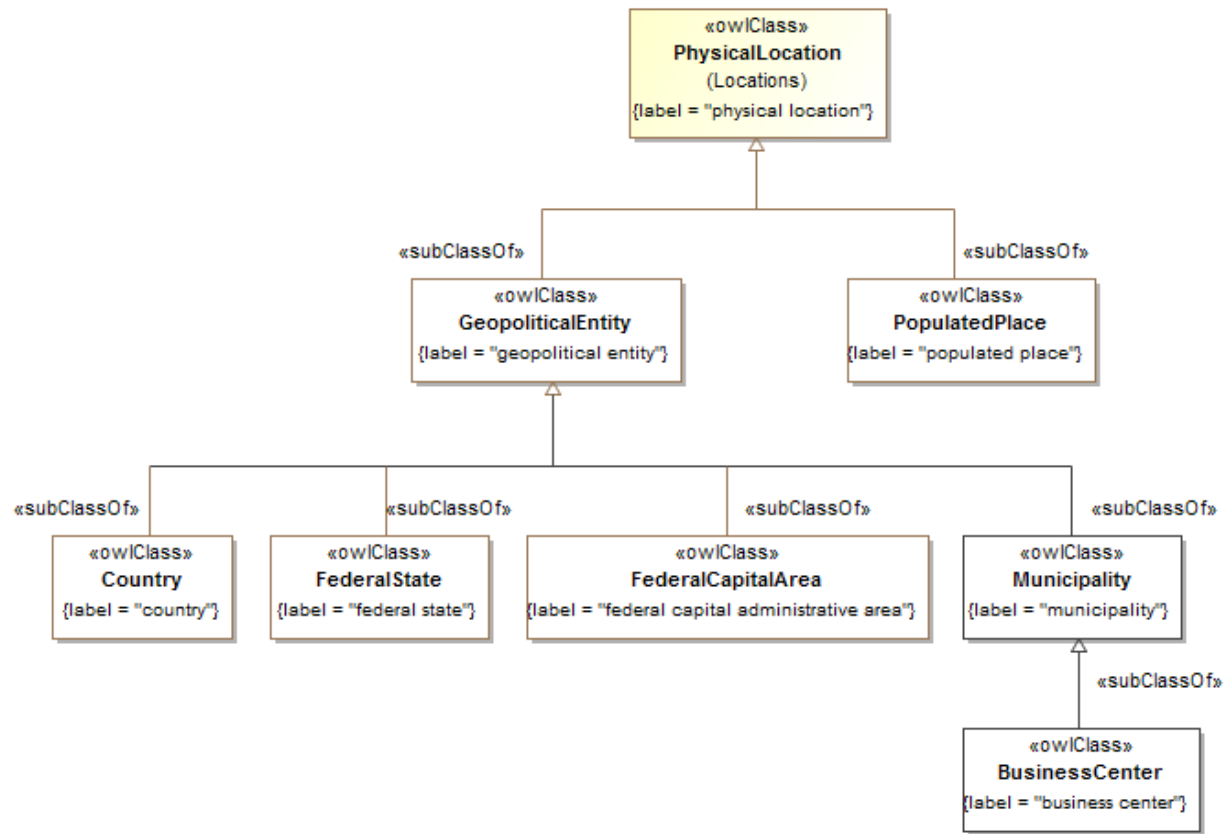 «owlClass»
PhysicalLocation
(Locations)
{label = "physical location"}
«subClassOf»
«subClassOf»
«owlClass»
GeopoliticalEntity
{label = "geopolitical entity"}
«owlClass»
PopulatedPlace
{label = "populated place"}
«subClassOf»
«subClassOf»
«subClassOf»
«subClassOf»
«owlClass»
Country
{label = "country"}
«owlClass»
FederalState
{label = "federal state"}
«owlClass»
FederalCapitalArea
{label = "federal capital administrative area"}
«owlClass»
Municipality
{label = "municipality"}
«subClassOf»
«owlClass»
BusinessCenter
{label = "business center"}